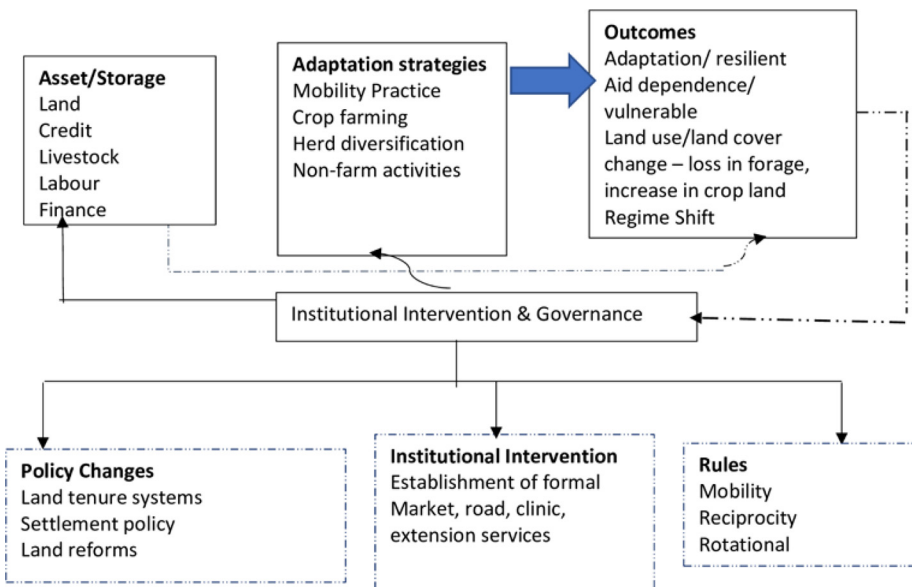 Asset/Storage
Land
Credit
Livestock
Labour
Finance
Adaptation strategies
Mobility Practice
Crop farming
Herd diversification
Non-farm activities
Outcomes
Adaptation/ resilient
Aid dependence/
vulnerable
Land use/land cover
change – loss in forage,
increase in crop land
Regime Shift
Institutional Intervention & Governance
Policy Changes
Land tenure systems
Settlement policy
Land reforms
Institutional Intervention
Establishment of formal
Market, road, clinic,
extension services
Rules
Mobility
Reciprocity
Rotational